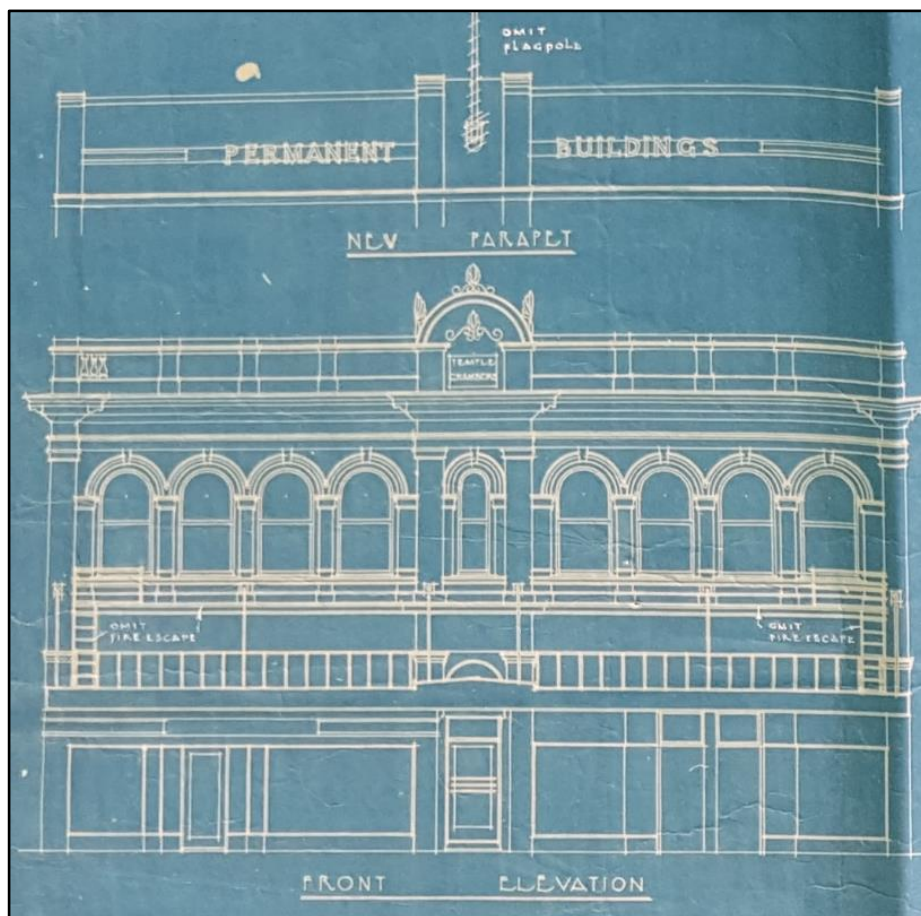 OMIT
FLAGPOLE
PERMANENT BUILDINGS
NEW PARAPET
TEMPLE
CHAMBERS
OMIT
FIRE ESCAPE
OMIT
FIRE ESCAPE
FRONT ELEVATION